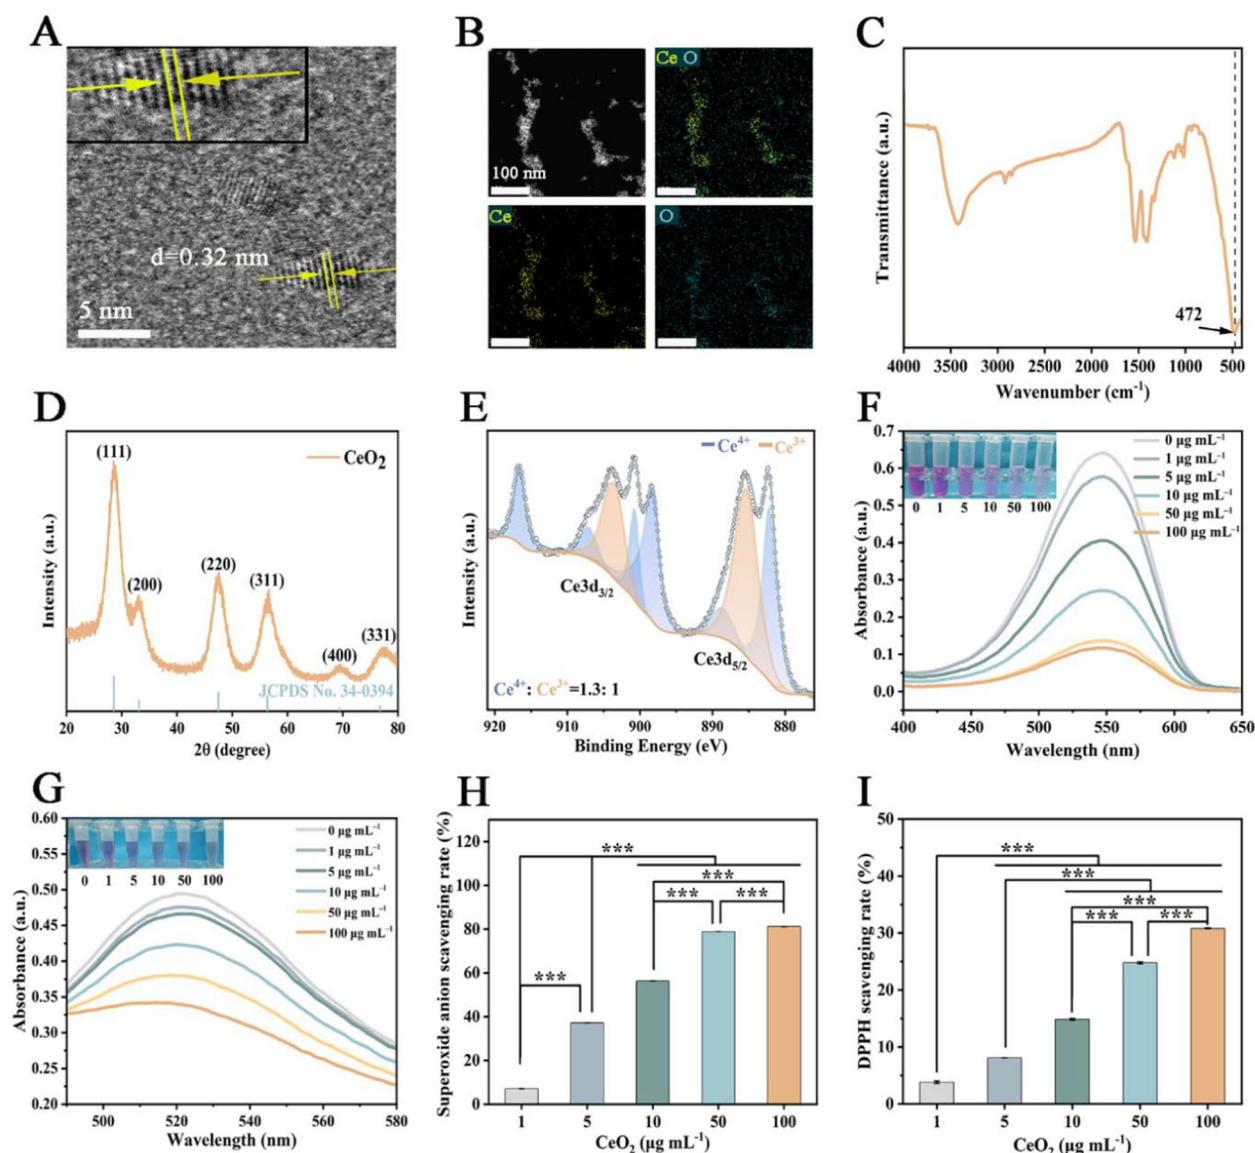 A
d=0.32 nm
5 nm
B
100 nm
Ce O
Ce
O
C
Transmittance (a.u.)
472
4000 3500 3000 2500 2000 1500 1000 500
Wavenumber (cm⁻¹)
D
CeO₂
(111)
(200)
(220)
(311)
(400)
(331)
JCPDS No. 34-0394
Intensity (a.u.)
20 30 40 50 60 70 80
2θ (degree)
E
Ce⁴⁺ Ce³⁺
Ce3d₃/₂
Ce3d₅/₂
Ce⁴⁺: Ce³⁺=1.3: 1
Intensity (a.u.)
920 910 900 890 880
Binding Energy (eV)
F
0 μg mL⁻¹
1 μg mL⁻¹
5 μg mL⁻¹
10 μg mL⁻¹
50 μg mL⁻¹
100 μg mL⁻¹
0 1 5 10 50 100
Absorbance (a.u.)
0.7
0.6
0.5
0.4
0.3
0.2
0.1
0.0
400 450 500 550 600 650
Wavelength (nm)
G
0 μg mL⁻¹
1 μg mL⁻¹
5 μg mL⁻¹
10 μg mL⁻¹
50 μg mL⁻¹
100 μg mL⁻¹
0 1 5 10 50 100
Absorbance (a.u.)
0.60
0.55
0.50
0.45
0.40
0.35
0.30
0.25
0.20
500 520 540 560 580
Wavelength (nm)
H
Superoxide anion scavenging rate (%)
120
100
80
60
40
20
0
***
***
*** ***
***
1 5 10 50 100
CeO₂ (μg mL⁻¹)
I
DPPH scavenging rate (%)
50
40
30
20
10
0
***
***
***
*** ***
1 5 10 50 100
CeO₂ (μg mL⁻¹)